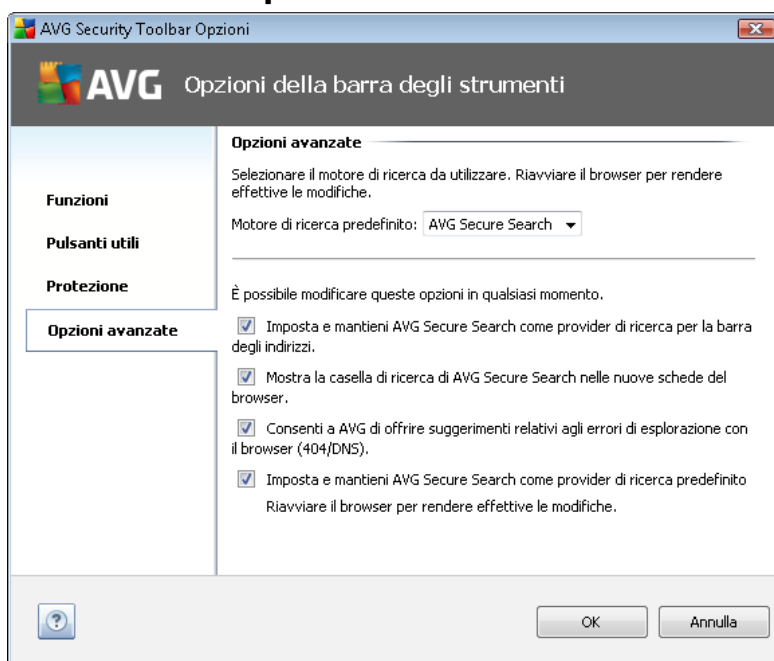 AVG Security Toolbar Opzioni
AVG Opzioni della barra degli strumenti
Funzioni
Pulsanti utili
Protezione
Opzioni avanzate
Opzioni avanzate
Selezionare il motore di ricerca da utilizzare. Riavviare il browser per rendere
effettive le modifiche.
Motore di ricerca predefinito: AVG Secure Search
È possibile modificare queste opzioni in qualsiasi momento.
Imposta e mantieni AVG Secure Search come provider di ricerca per la barra
degli indirizzi.
Mostra la casella di ricerca di AVG Secure Search nelle nuove schede del
browser.
Consenti a AVG di offrire suggerimenti relativi agli errori di esplorazione con
il browser (404/DNS).
Imposta e mantieni AVG Secure Search come provider di ricerca predefinito
Riavviare il browser per rendere effettive le modifiche.
?
OK
Annulla